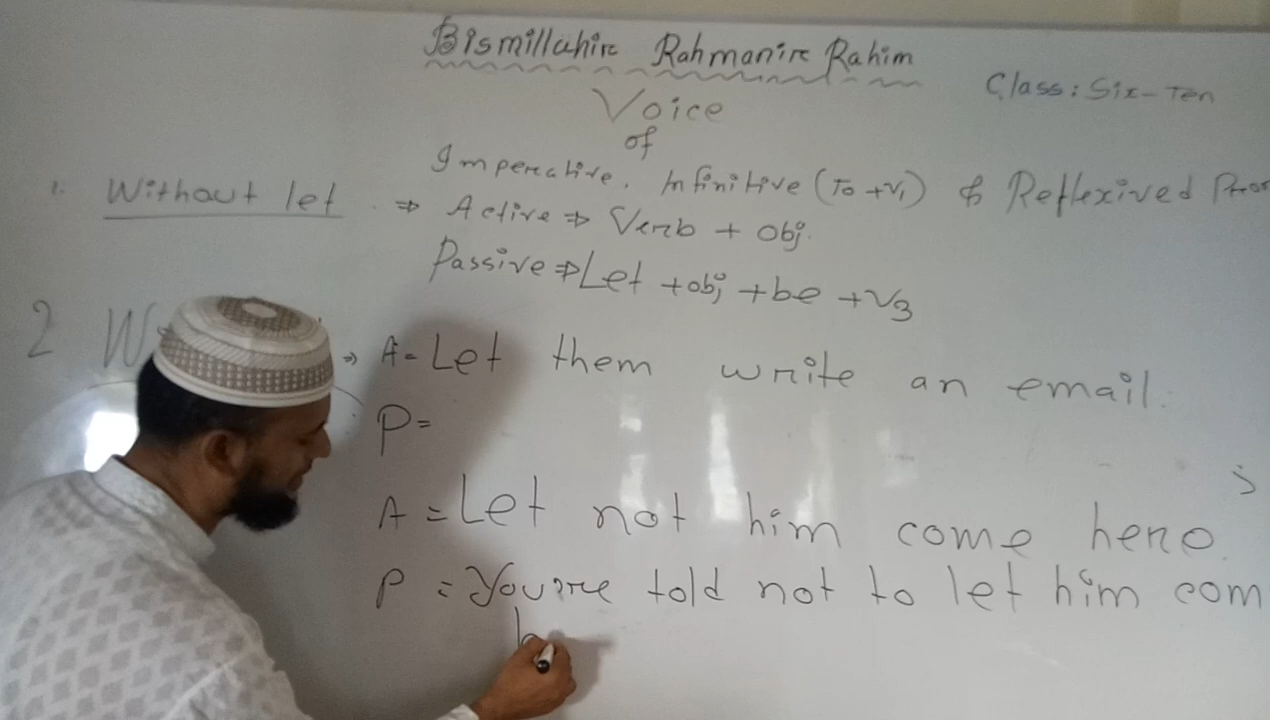 Bismillahir Rahmanir Rahim
Class: Six-Ten
Voice
of
Imperative, Infinitive (To +V1) & Reflexived
1. Without let ⇒ Active ⇒ Verb + obj.
Passive ⇒ Let + obj + be + V3
2 ⇒ A = Let them write an email.
P =
A = Let not him come here.
P = You are told not to let him com
h